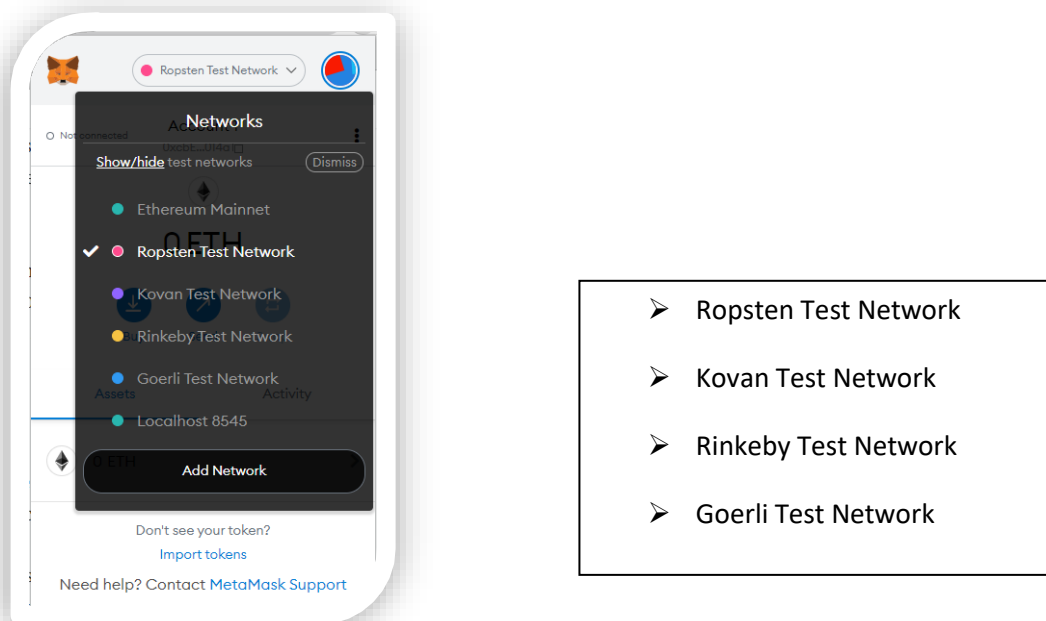 Ropsten Test Network
Networks
Not connected
Account 1
Show/hide test networks
Dismiss
Ethereum Mainnet
0 ETH
Ropsten Test Network
Kovan Test Network
Rinkeby Test Network
Goerli Test Network
Assets
Activity
Localhost 8545
0 ETH
Add Network
Don't see your token?
Import tokens
Need help? Contact MetaMask Support
Ropsten Test Network
Kovan Test Network
Rinkeby Test Network
Goerli Test Network